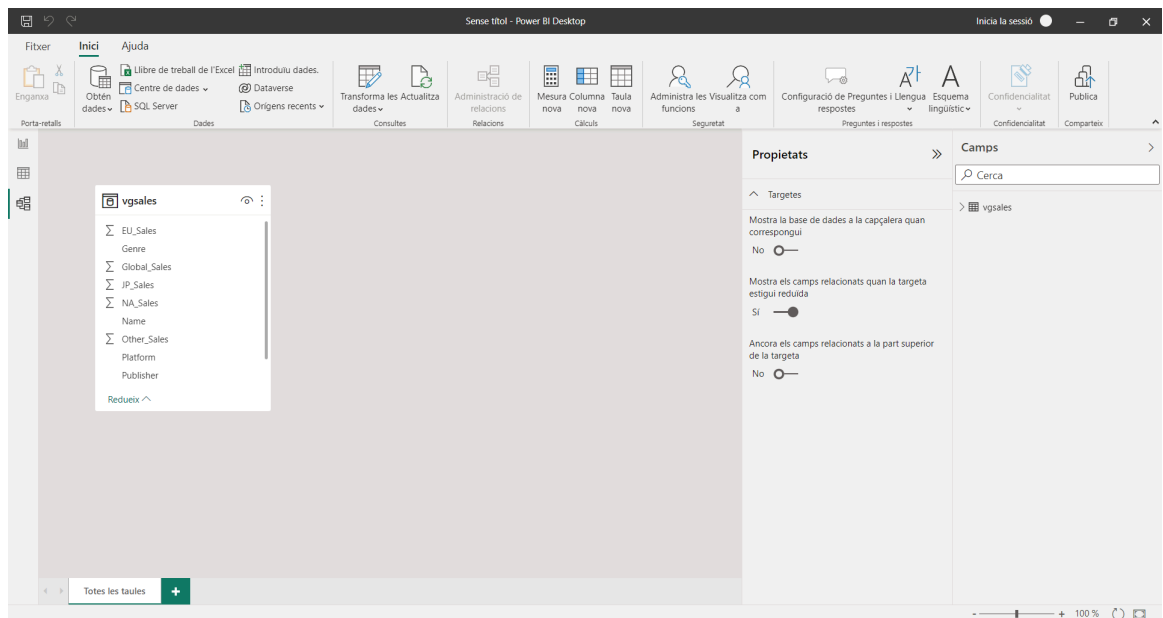 Sense títol - Power BI Desktop
Inicia la sessió
Fitxer Inici Ajuda
Enganxa
Porta-retalls
Obtén dades
Llibre de treball de l'Excel
Centre de dades
SQL Server
Introduïu dades.
Dataverse
Orígens recents
Dades
Transforma les dades
Actualitza
Consultes
Administració de relacions
Relacions
Mesura nova
Columna nova
Taula nova
Càlculs
Administra les funcions
Visualitza com a
Seguretat
Configuració de Preguntes i respostes
Llengua
Esquema lingüístic
Preguntes i respostes
Confidencialitat
Confidencialitat
Publica
Comparteix
vgsales
EU_Sales
Genre
Global_Sales
JP_Sales
NA_Sales
Name
Other_Sales
Platform
Publisher
Redueix
Propietats
Targetes
Mostra la base de dades a la capçalera quan
correspongui
No
Mostra els camps relacionats quan la targeta
estigui reduïda
Sí
Ancora els camps relacionats a la part superior
de la targeta
No
Camps
Cerca
vgsales
Totes les taules
- + 100 %